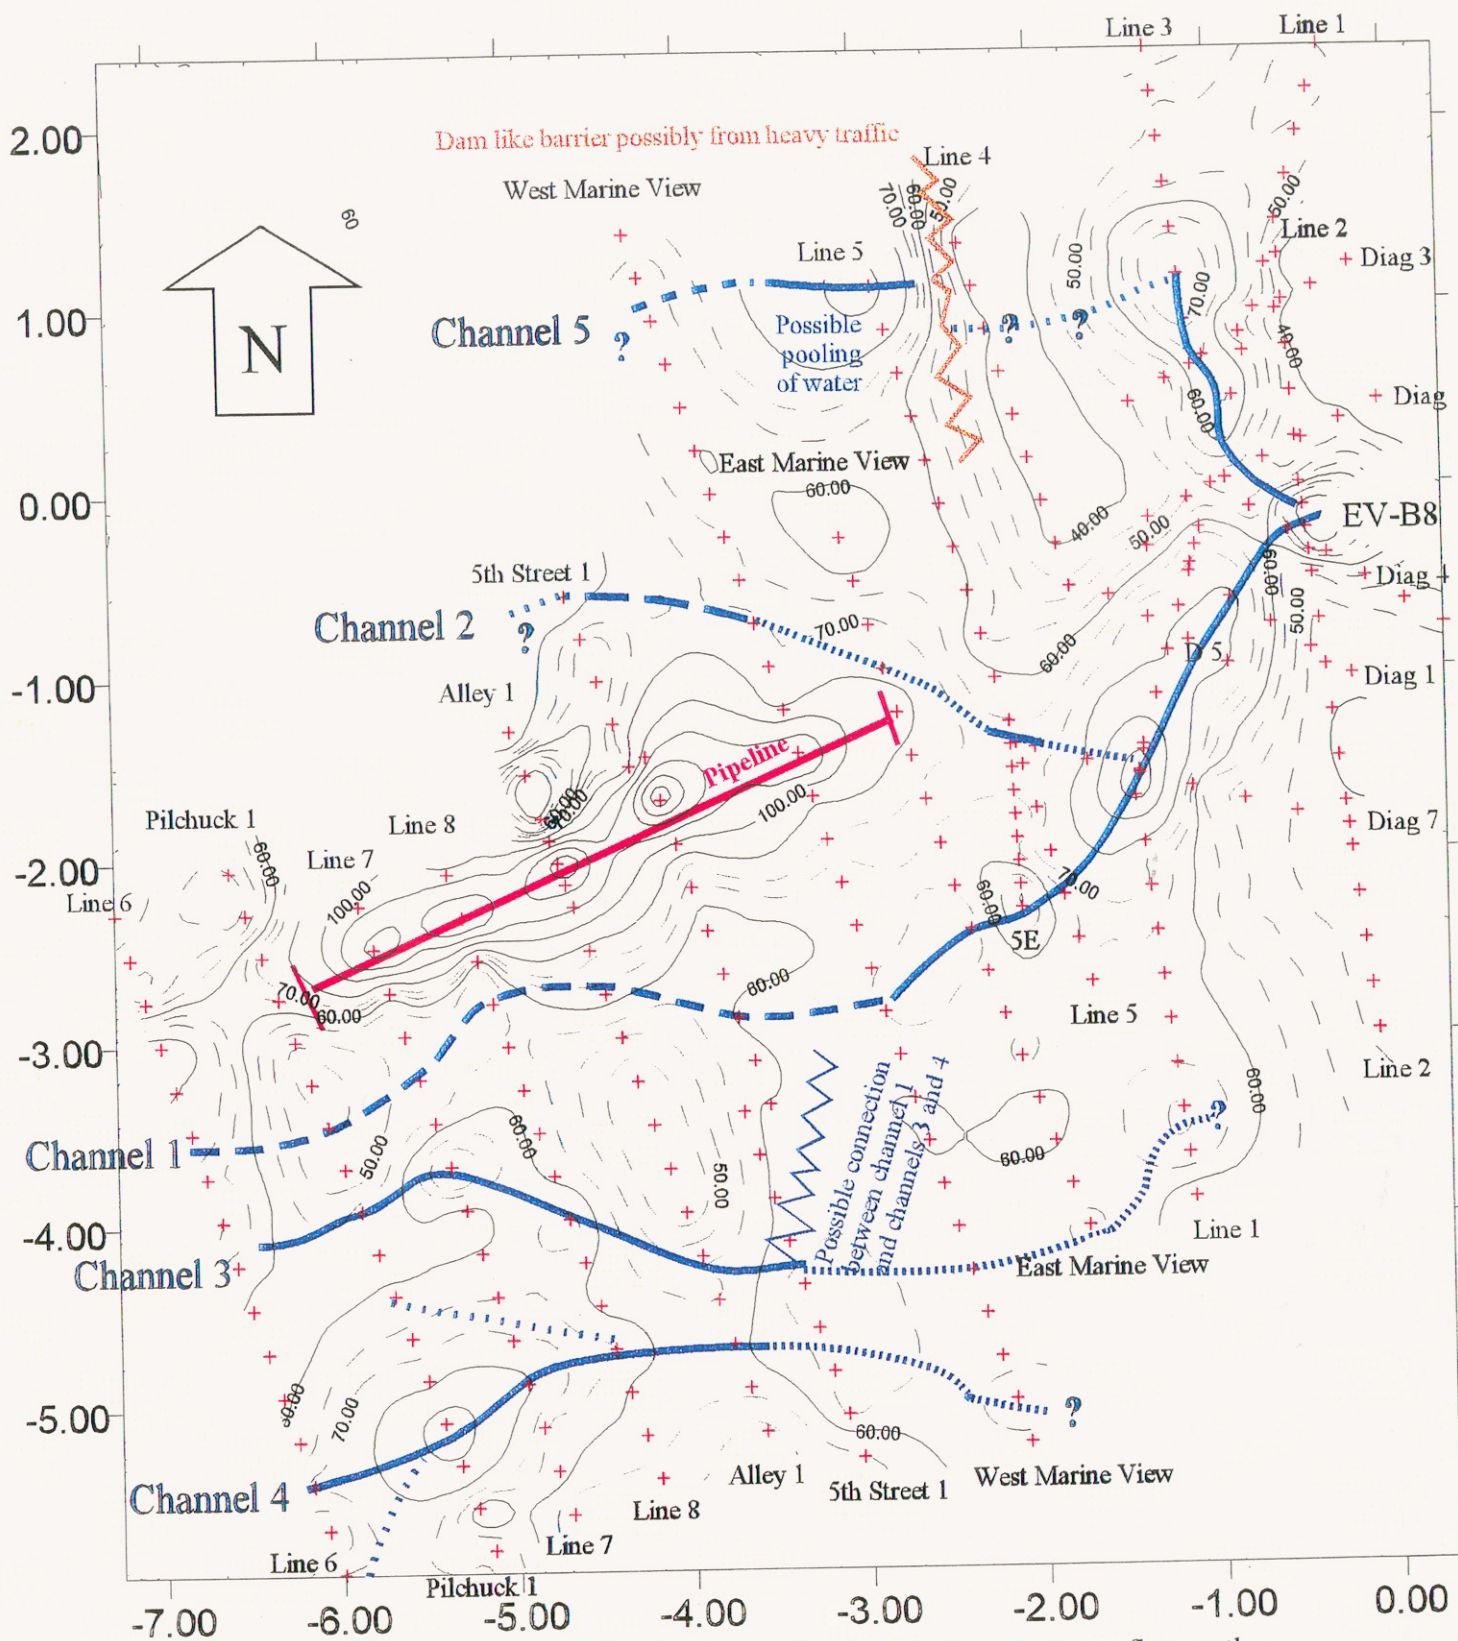 Line 3
Line 1
2.00
Dam like barrier possibly from heavy traffic
Line 4
West Marine View
70.00
60.00
50.00
50.00
60
Line 2
Line 5
50.00
Diag 3
70.00
1.00
Channel 5
?
Possible
pooling
of water
?
?
N
40.00
60.00
Diag
East Marine View
60.00
0.00
40.00
50.00
EV-B8
5th Street 1
60.00
Diag 4
50.00
Channel 2
?
70.00
60.00
D 5
-1.00
Alley 1
Diag 1
Pipeline
100.00
70.00
Pilchuck 1
Line 8
Diag 7
60.00
Line 7
-2.00
100.00
70.00
60.00
Line 6
5E
60.00
70.00
60.00
Line 5
-3.00
Line 2
60.00
Possible connection
between channel 1
and channels 3 and 4
?
Channel 1
50.00
60.00
50.00
60.00
-4.00
Line 1
Channel 3
East Marine View
-5.00
70.00
?
60.00
Channel 4
Alley 1
5th Street 1
West Marine View
Line 8
Line 7
Line 6
Pilchuck 1
-7.00
-6.00
-5.00
-4.00
-3.00
-2.00
-1.00
0.00